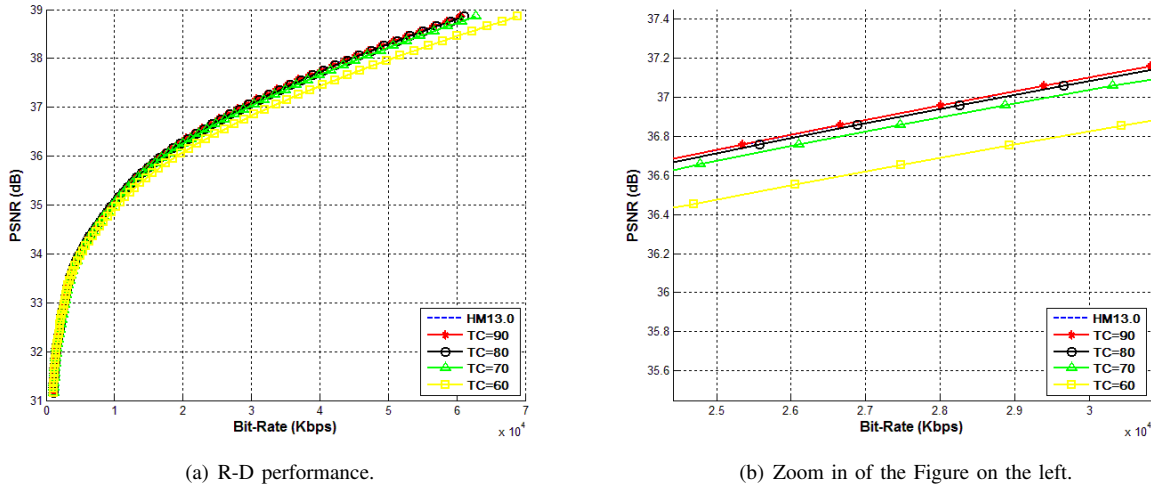 39
38
37
36
35
34
33
32
31
PSNR (dB)
0 1 2 3 4 5 6 7
x 10⁴
Bit-Rate (Kbps)
HM13.0
TC=90
TC=80
TC=70
TC=60
(a) R-D performance.
37.4
37.2
37
36.8
36.6
36.4
36.2
36
35.8
35.6
PSNR (dB)
2.5 2.6 2.7 2.8 2.9 3
x 10⁴
Bit-Rate (Kbps)
HM13.0
TC=90
TC=80
TC=70
TC=60
(b) Zoom in of the Figure on the left.